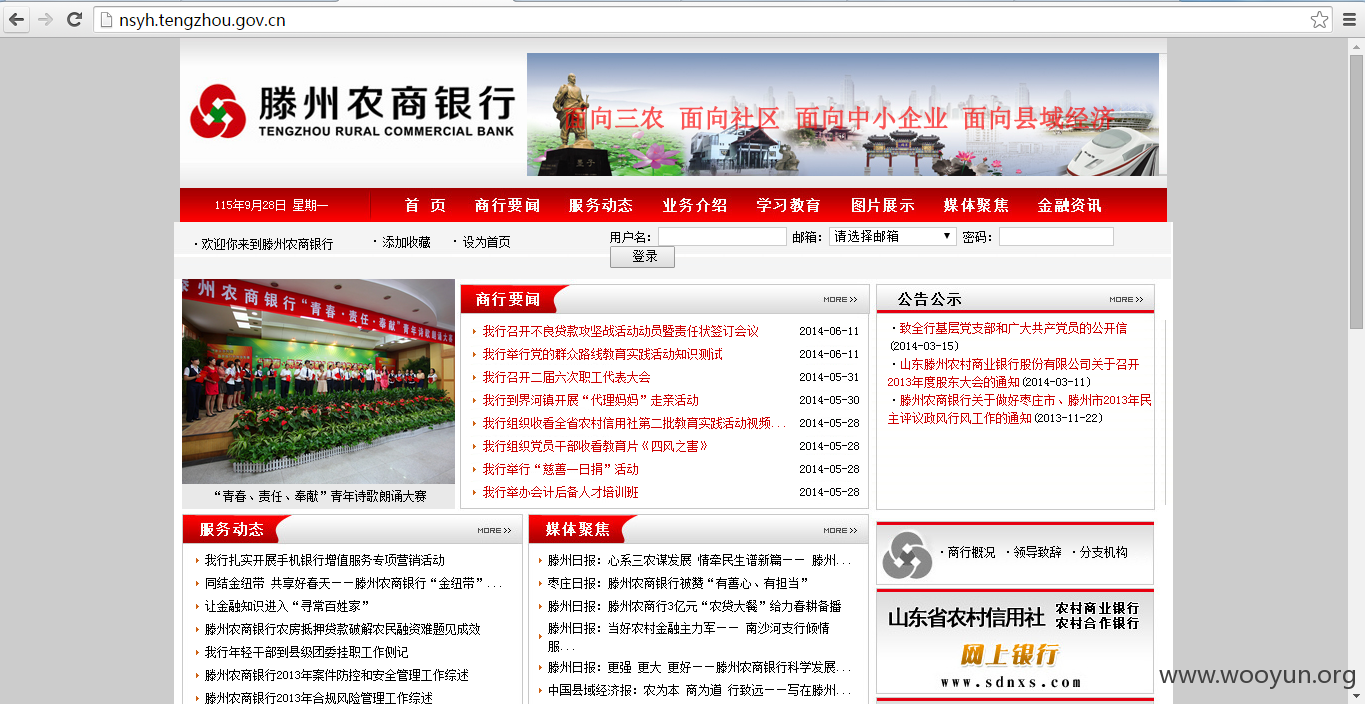 nsyh.tengzhou.gov.cn
滕州农商银行
TENGZHOU RURAL COMMERCIAL BANK
面向三农 面向社区 面向中小企业 面向县域经济
115年9月28日 星期一
首 页 商行要闻 服务动态 业务介绍 学习教育 图片展示 媒体聚焦 金融资讯
·欢迎你来到滕州农商银行 ·添加收藏 ·设为首页
用户名: 邮箱: 请选择邮箱 密码:
登录
滕州农商银行“青春·责任·奉献”青年诗歌朗诵大赛
“青春、责任、奉献”青年诗歌朗诵大赛
商行要闻 MORE>>
我行召开不良贷款攻坚战活动动员暨责任状签订会议 2014-06-11
我行举行党的群众路线教育实践活动知识测试 2014-06-11
我行召开二届六次职工代表大会 2014-05-31
我行到界河镇开展“代理妈妈”走亲活动 2014-05-30
我行组织收看全省农村信用社第二批教育实践活动视频... 2014-05-28
我行组织党员干部收看教育片《四风之害》 2014-05-28
我行举行“慈善一日捐”活动 2014-05-28
我行举办会计后备人才培训班 2014-05-28
公告公示 MORE>>
·致全行基层党支部和广大共产党员的公开信
(2014-03-15)
·山东滕州农村商业银行股份有限公司关于召开
2013年度股东大会的通知(2014-03-11)
·滕州农商银行关于做好枣庄市、滕州市2013年民
主评议政风行风工作的通知(2013-11-22)
服务动态 MORE>>
我行扎实开展手机银行增值服务专项营销活动
同结金纽带 共享好春天——滕州农商银行“金纽带”...
让金融知识进入“寻常百姓家”
滕州农商银行农房抵押贷款破解农民融资难题见成效
我行年轻干部到县级团委挂职工作侧记
滕州农商银行2013年案件防控和安全管理工作综述
滕州农商银行2013年合规风险管理工作综述
媒体聚焦 MORE>>
滕州日报: 心系三农谋发展 情牵民生谱新篇—— 滕州...
枣庄日报: 滕州农商银行被赞“有善心、有担当”
滕州日报: 滕州农商行3亿元“农贷大餐”给力春耕备播
滕州日报: 当好农村金融主力军—— 南沙河支行倾情
服...
滕州日报: 更强 更大 更好——滕州农商银行科学发展...
中国县域经济报: 农为本 商为道 行致远——写在滕州...
·商行概况 ·领导致辞 ·分支机构
山东省农村信用社 农村商业银行
农村合作银行
网上银行
www.sdnxs.com
www.wooyun.org